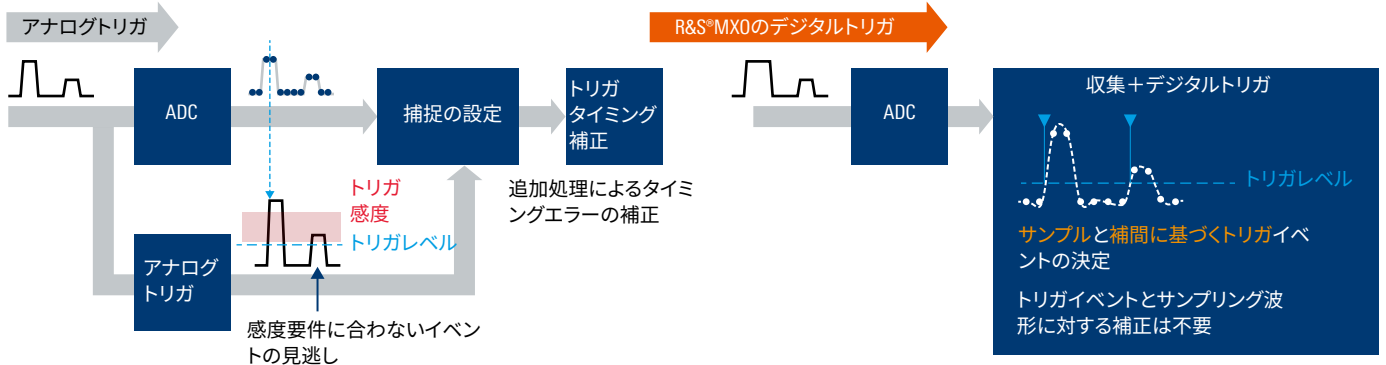 アナログトリガ
ADC
捕捉の設定
トリガ
タイミング
補正
追加処理によるタイミ
ングエラーの補正
トリガ
感度
トリガレベル
アナログ
トリガ
感度要件に合わないイベン
トの見逃し
R&S®MXOのデジタルトリガ
ADC
収集＋デジタルトリガ
トリガレベル
サンプルと補間に基づくトリガイベ
ントの決定
トリガイベントとサンプリング波
形に対する補正は不要